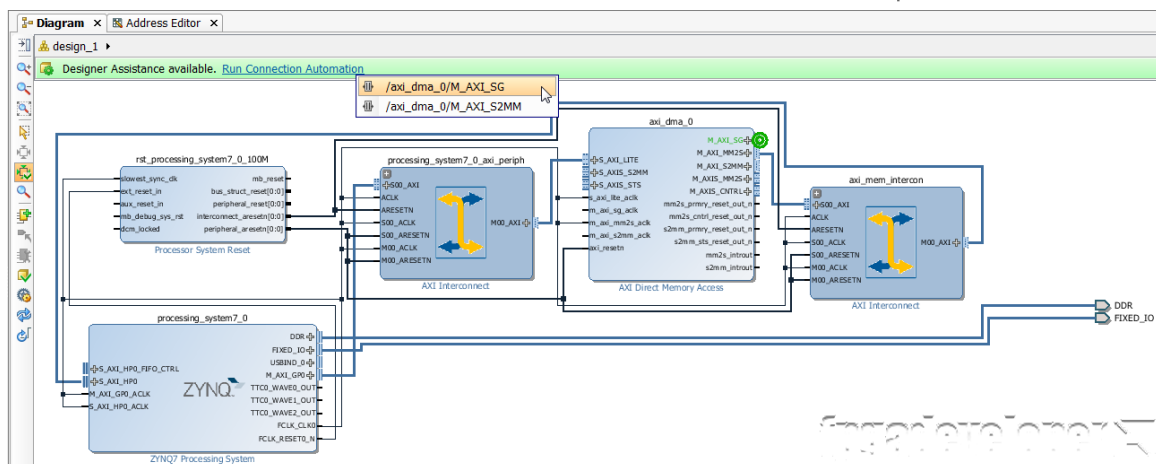 Diagram × Address Editor ×
design_1
Designer Assistance available. Run Connection Automation
/axi_dma_0/M_AXI_SG
/axi_dma_0/M_AXI_S2MM
rst_processing_system7_0_100M
slowest_sync_clk
ext_reset_in
aux_reset_in
mb_debug_sys_rst
dcm_locked
mb_reset
bus_struct_reset[0:0]
peripheral_reset[0:0]
interconnect_aresetn[0:0]
peripheral_aresetn[0:0]
Processor System Reset
processing_system7_0_axi_periph
S00_AXI
ACLK
ARESETN
S00_ACLK
S00_ARESETN
M00_ACLK
M00_ARESETN
M00_AXI
AXI Interconnect
axi_dma_0
S_AXI_LITE
S_AXIS_S2MM
S_AXIS_STS
s_axi_lite_aclk
m_axi_sg_aclk
m_axi_mm2s_aclk
m_axi_s2mm_aclk
axi_resetn
M_AXI_SG
M_AXI_MM2S
M_AXI_S2MM
M_AXIS_MM2S
M_AXIS_CNTRL
mm2s_prmry_reset_out_n
mm2s_cntrl_reset_out_n
s2mm_prmry_reset_out_n
s2mm_sts_reset_out_n
mm2s_introut
s2mm_introut
AXI Direct Memory Access
axi_mem_intercon
S00_AXI
ACLK
ARESETN
S00_ACLK
S00_ARESETN
M00_ACLK
M00_ARESETN
M00_AXI
AXI Interconnect
DDR
FIXED_IO
processing_system7_0
S_AXI_HP0_FIFO_CTRL
S_AXI_HP0
M_AXI_GP0_ACLK
S_AXI_HP0_ACLK
ZYNQ
DDR
FIXED_IO
USBIND_0
M_AXI_GP0
TTC0_WAVE0_OUT
TTC0_WAVE1_OUT
TTC0_WAVE2_OUT
FCLK_CLK0
FCLK_RESET0_N
ZYNQ7 Processing System
fpgadeveloper